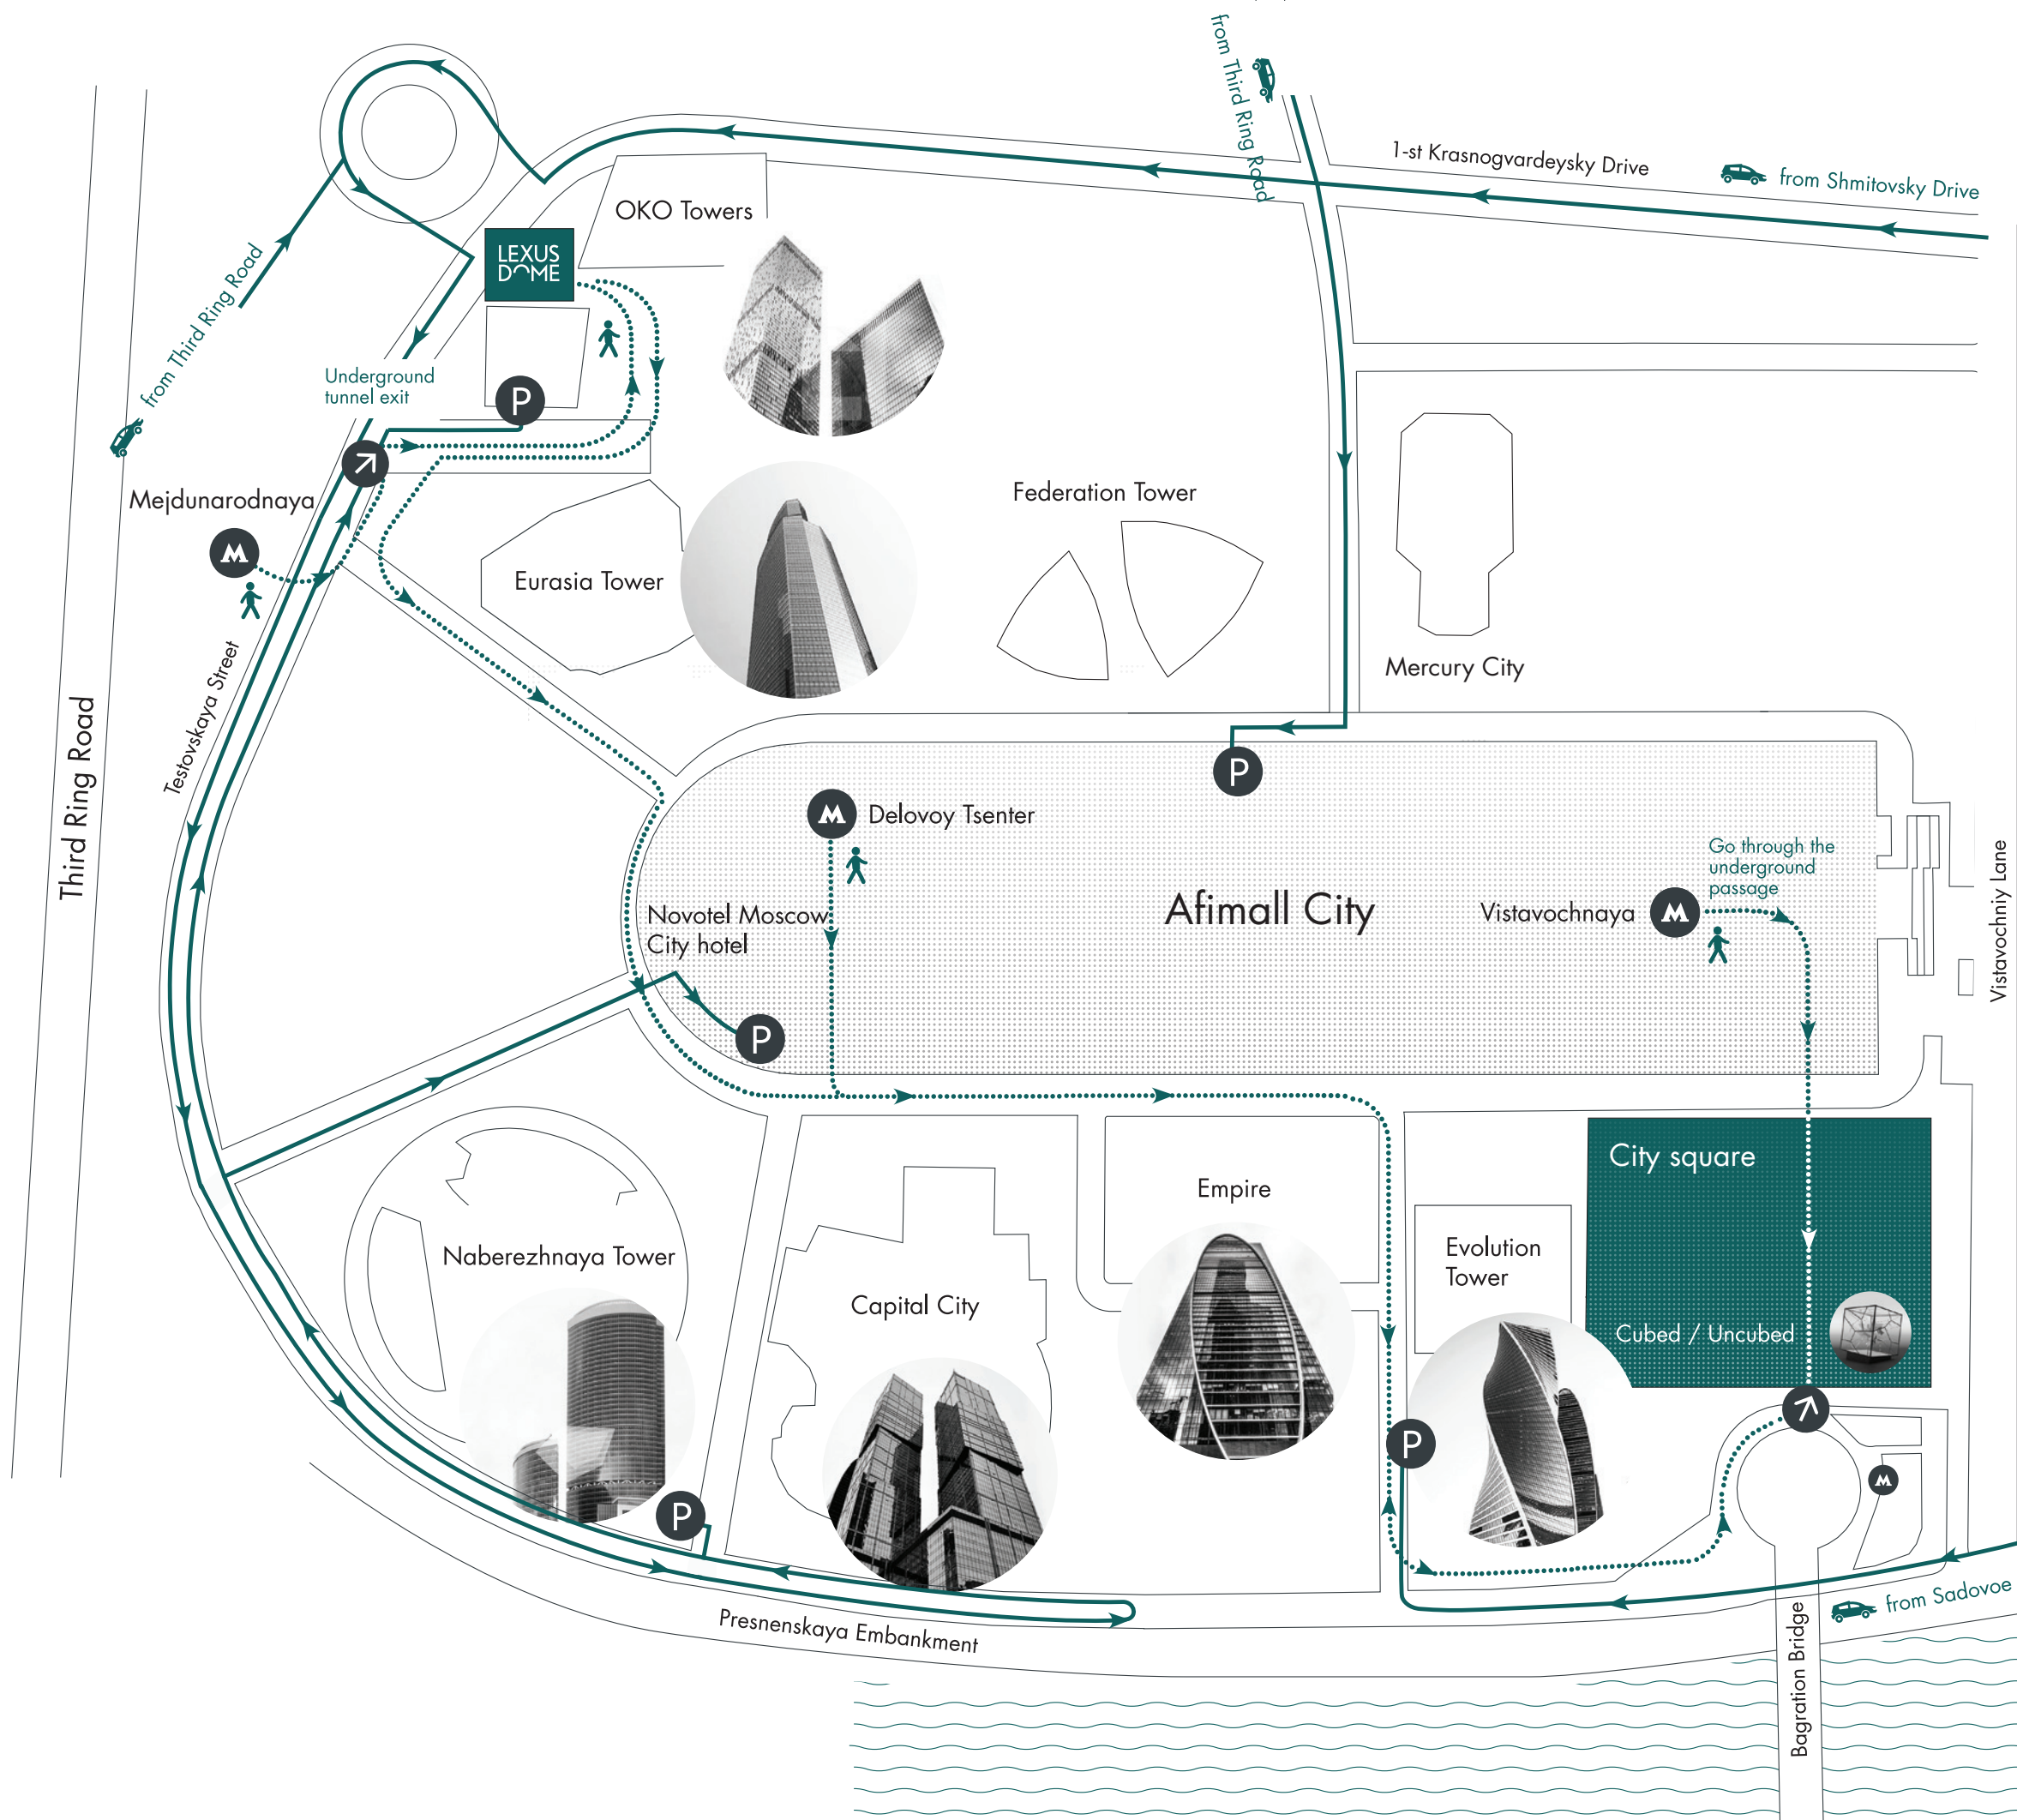 from Third Ring Road
1-st Krasnogvardeysky Drive
from Shmitovsky Drive
OKO Towers
LEXUS
DOME
from Third Ring Road
Underground
tunnel exit
P
Mejdunarodnaya
M
Eurasia Tower
Federation Tower
Mercury City
Testovskaya Street
Third Ring Road
P
M
Delovoy Tsenter
Go through the
underground
passage
Novotel Moscow
City hotel
Afimall City
Vistavochnaya
M
Vistavochniy Lane
P
City square
Empire
Naberezhnaya Tower
Evolution
Tower
Capital City
Cubed / Uncubed
P
M
P
from Sadovoe
Presnenskaya Embankment
Bagration Bridge